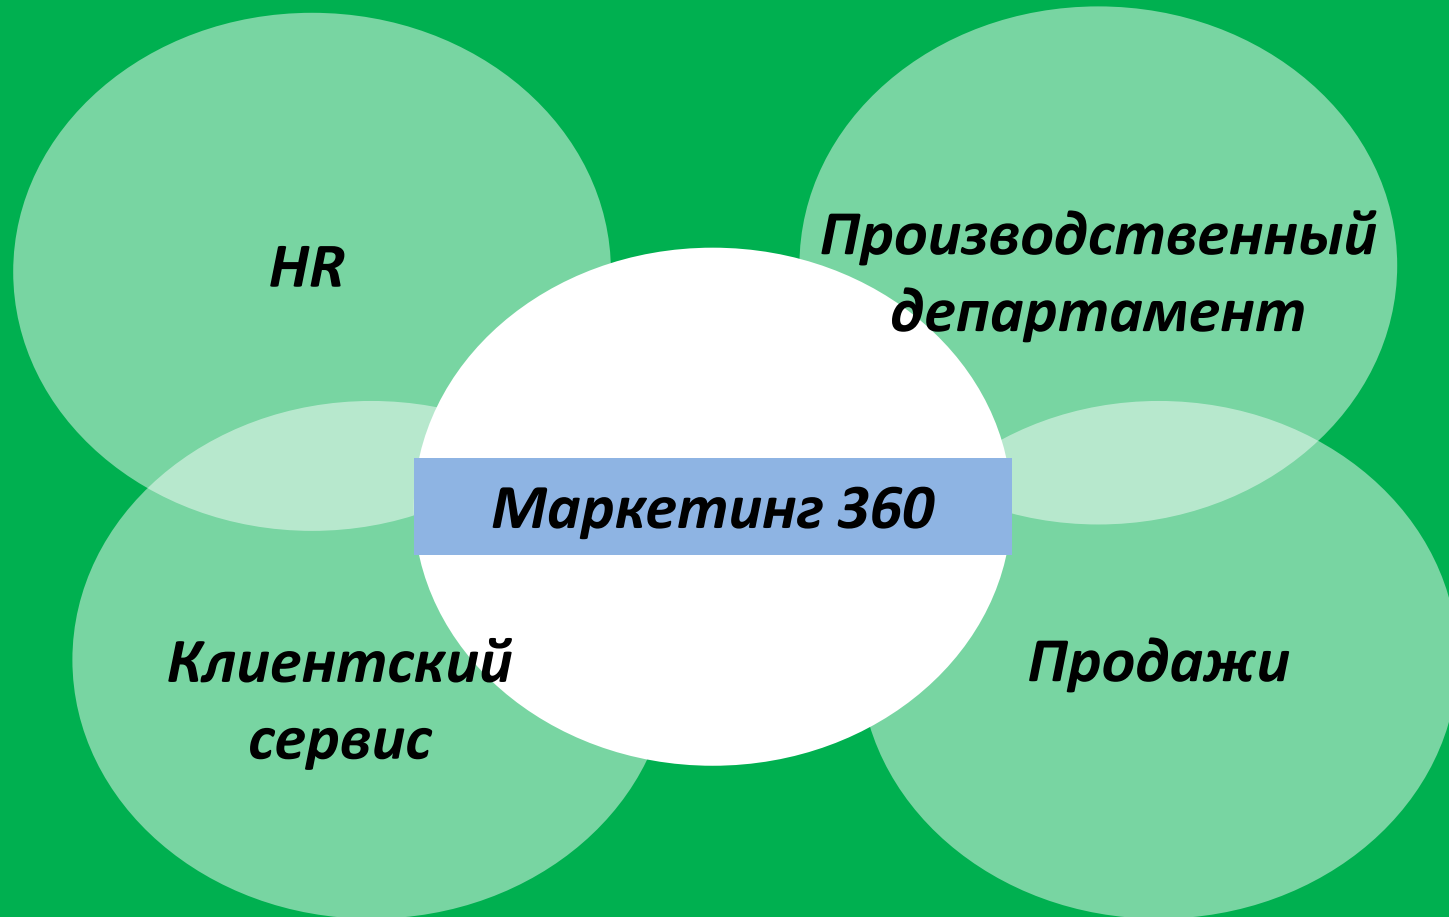 HR
Производственный
департамент
Маркетинг 360
Клиентский
сервис
Продажи